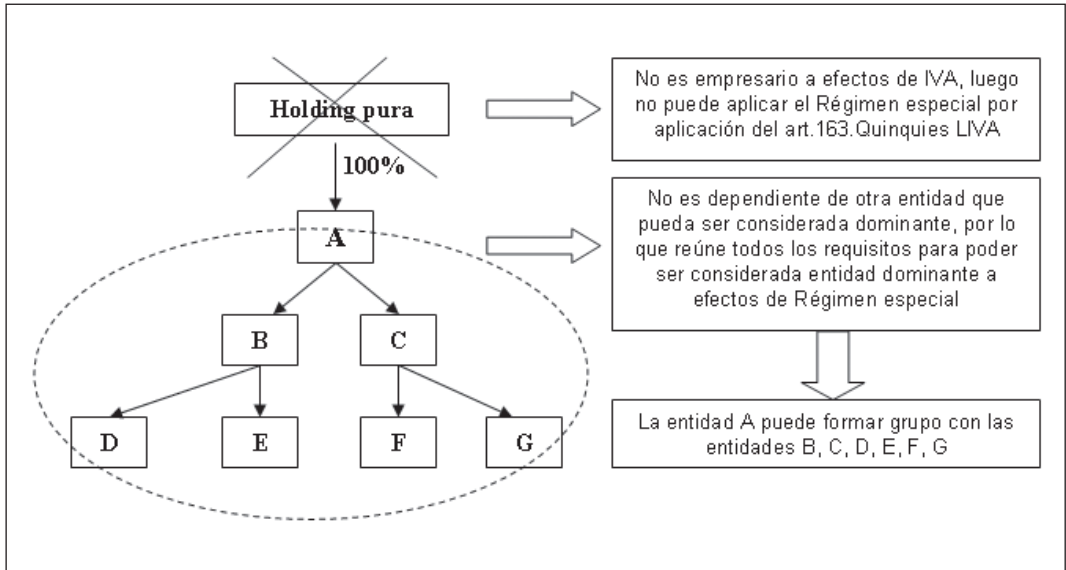 Holding pura
100%
A
B
C
D
E
F
G
No es empresario a efectos de IVA, luego
no puede aplicar el Régimen especial por
aplicación del art.163.Quinquies LIVA
No es dependiente de otra entidad que
pueda ser considerada dominante, por lo
que reúne todos los requisitos para poder
ser considerada entidad dominante a
efectos de Régimen especial
La entidad A puede formar grupo con las
entidades B, C, D, E, F, G